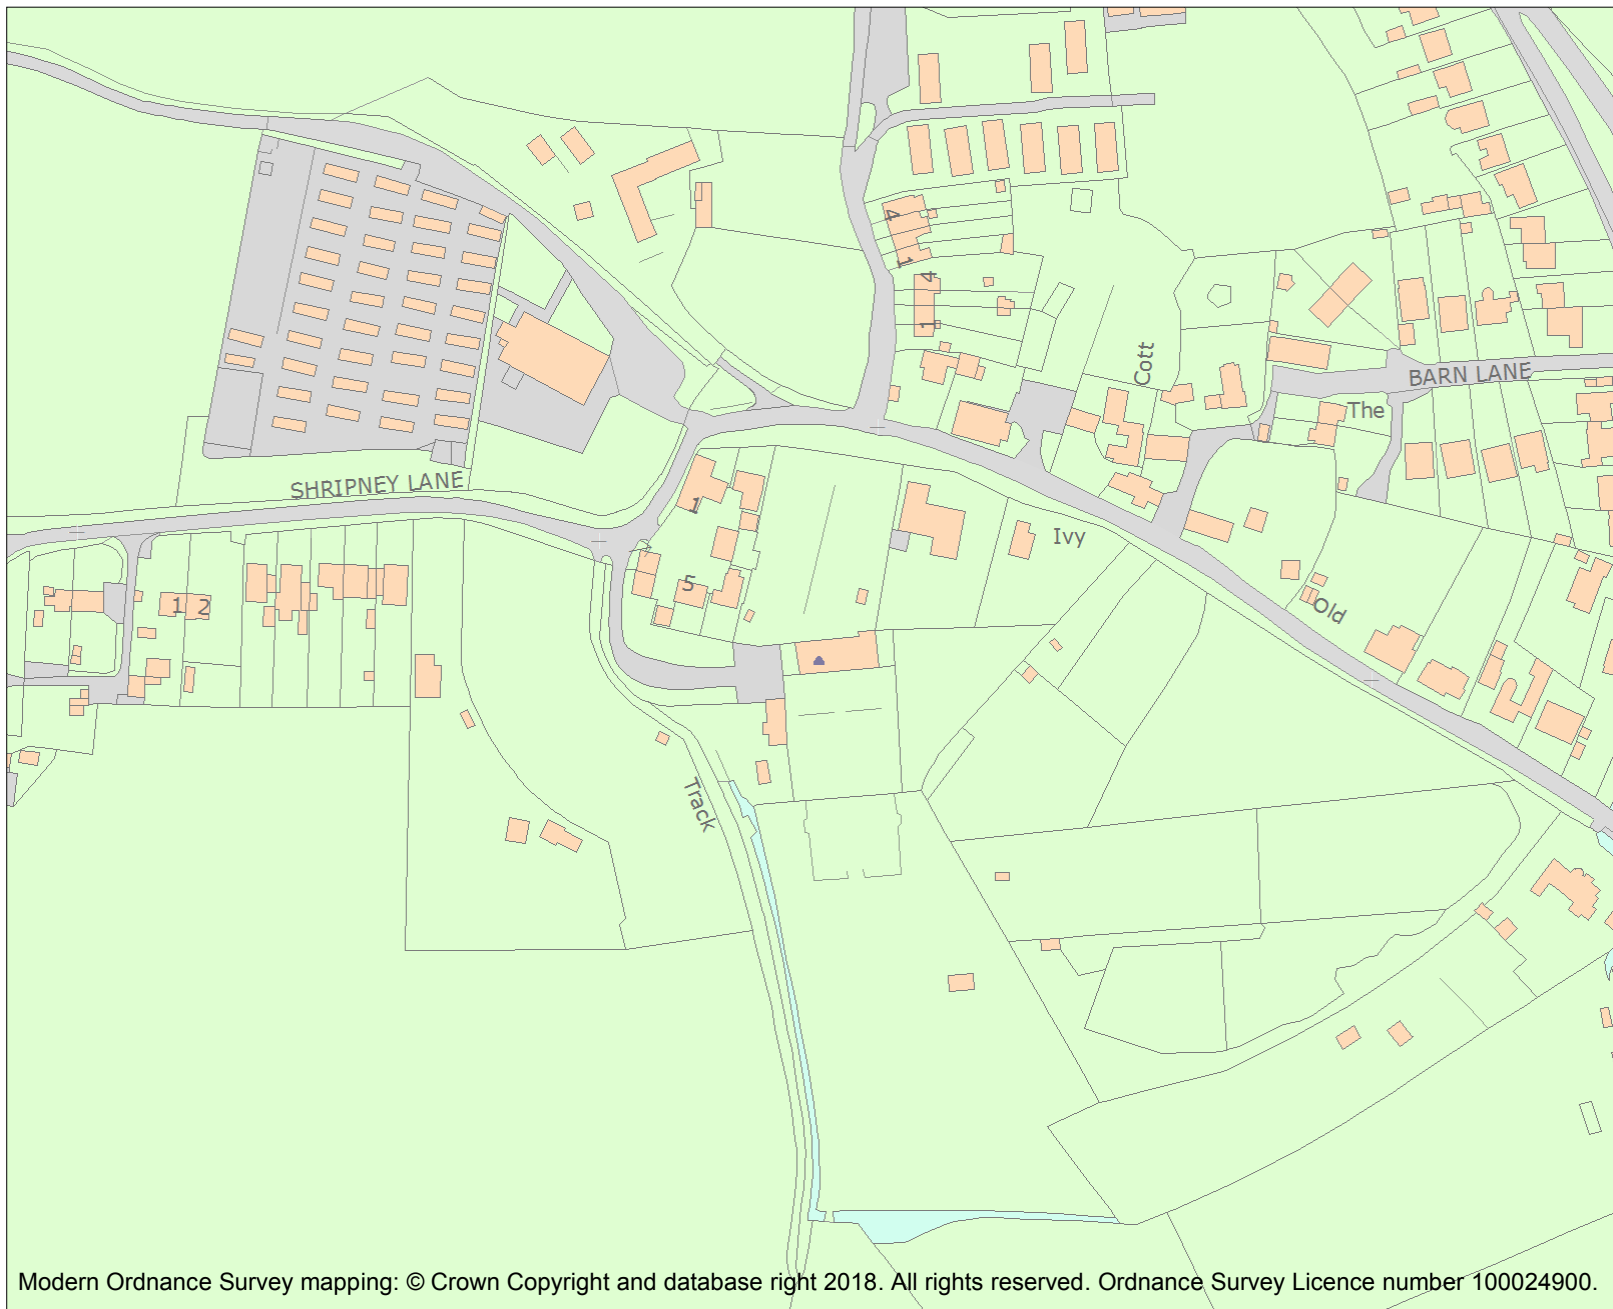 4
1
4
1
Cott
BARN LANE
The
SHRIPNEY LANE
1
Ivy
5
1 2
Old
Track
Modern Ordnance Survey mapping: © Crown Copyright and database right 2018. All rights reserved. Ordnance Survey Licence number 100024900.